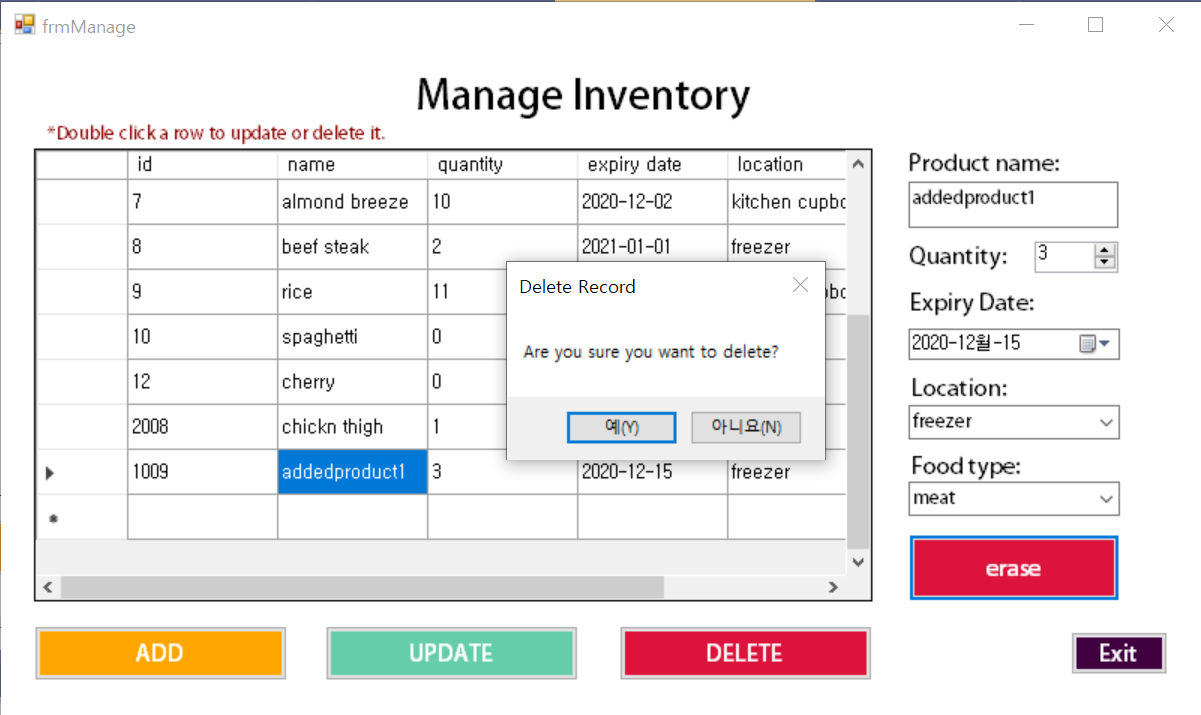 frmManage
Manage Inventory
*Double click a row to update or delete it.
id name quantity expiry date location
7 almond breeze 10 2020-12-02 kitchen cupbo
8 beef steak 2 2021-01-01 freezer
9 rice 11
10 spaghetti 0
12 cherry 0
2008 chickn thigh 1
1009 addedproduct1 3 2020-12-15 freezer
Delete Record
Are you sure you want to delete?
예(Y) 아니요(N)
Product name:
addedproduct1
Quantity: 3
Expiry Date:
2020-12월-15
Location:
freezer
Food type:
meat
erase
ADD UPDATE DELETE Exit